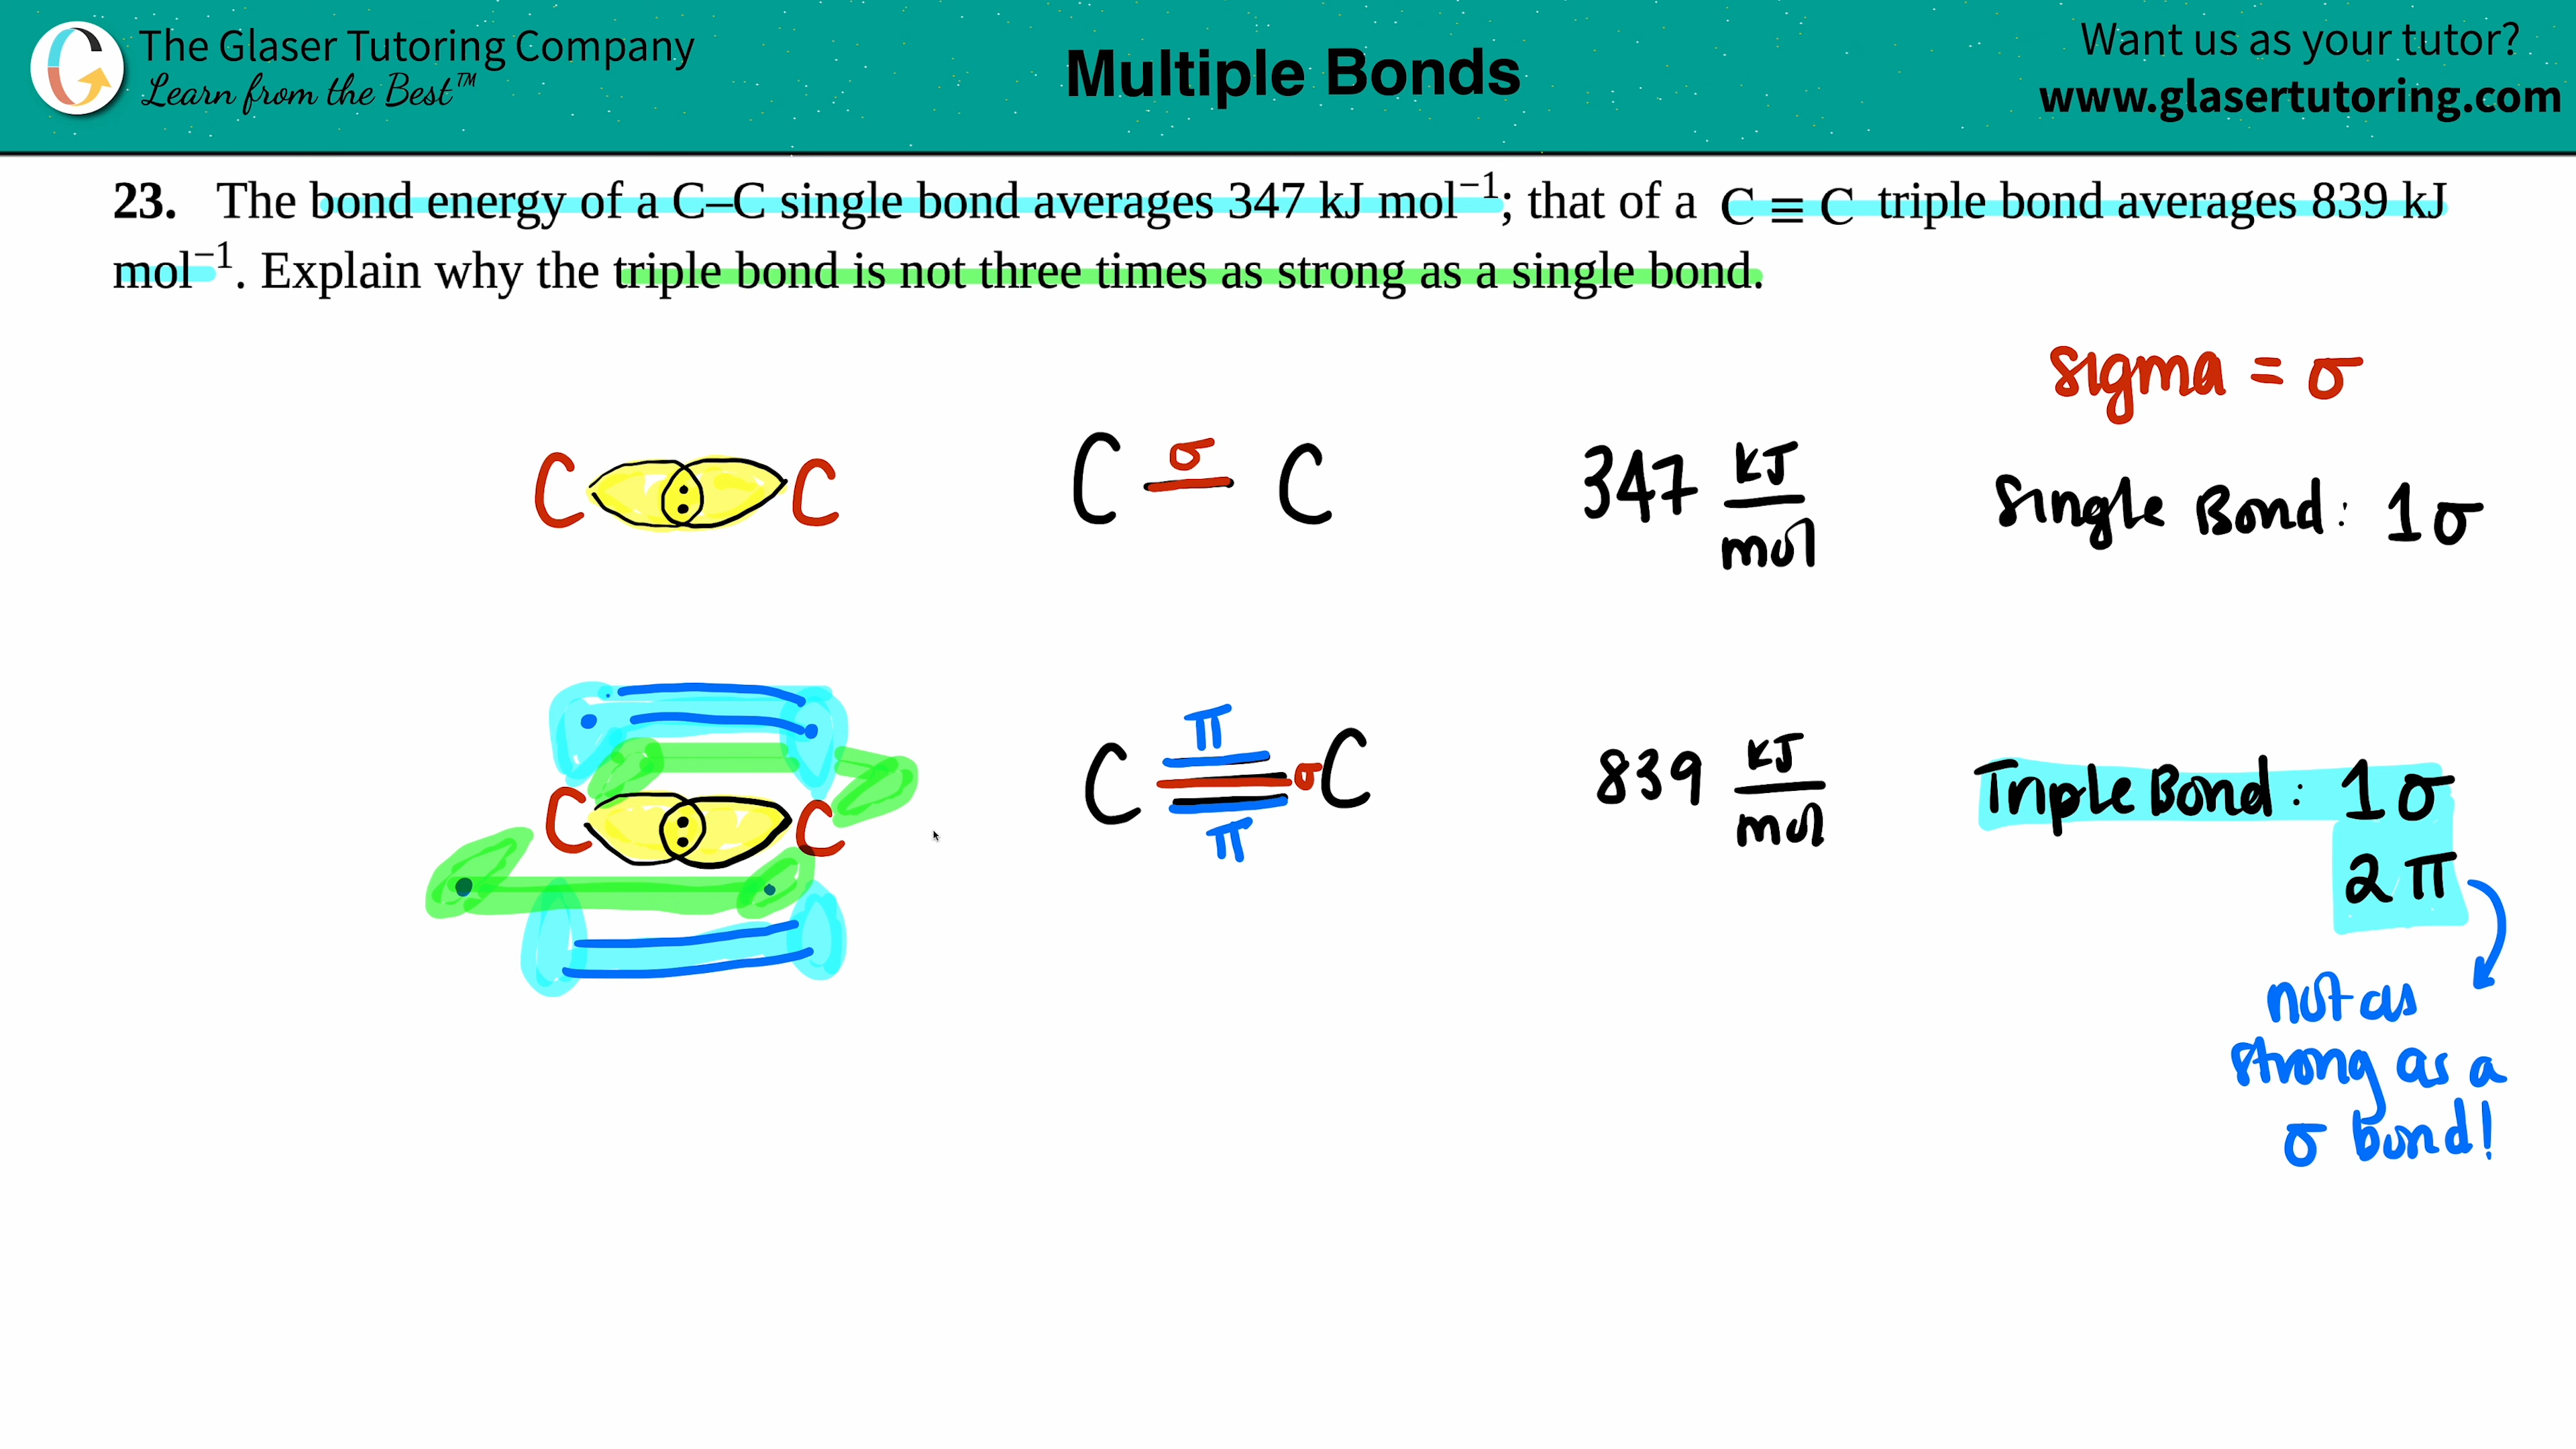 The Glaser Tutoring Company
Learn from the Best™
Multiple Bonds
Want us as your tutor?
www.glasertutoring.com
23. The bond energy of a C–C single bond averages 347 kJ mol⁻¹; that of a C ≡ C triple bond averages 839 kJ
mol⁻¹. Explain why the triple bond is not three times as strong as a single bond.
sigma = σ
C C
C σ C
347 kJ/mol
Single Bond: 1σ
π
C σ C
π
C C
839 kJ/mol
Triple Bond: 1σ
2π
not as
strong as a
σ bond!